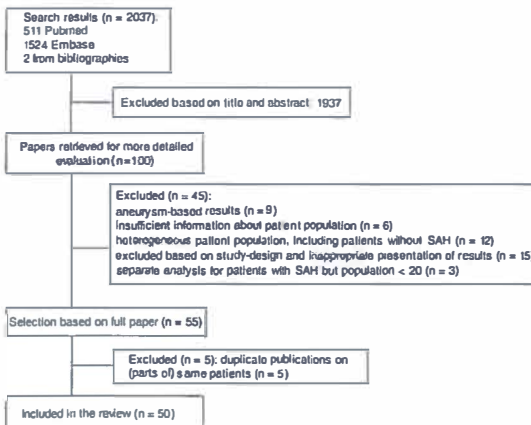 Search results (n = 2037):
511 Pubmed
1524 Embase
2 from bibliographies
Excluded based on title and abstract 1937
Papers retrieved for more detailed
evaluation (n=100)
Excluded (n = 45):
aneurysm-based results (n = 9)
insufficient information about patient population (n = 6)
heterogeneous patient population, including patients without SAH (n = 12)
excluded based on study-design and inappropriate presentation of results (n = 15
separate analysis for patients with SAH but population < 20 (n = 3)
Selection based on full paper (n = 55)
Excluded (n = 5): duplicate publications on
(parts of) same patients (n = 5)
Included in the review (n = 50)